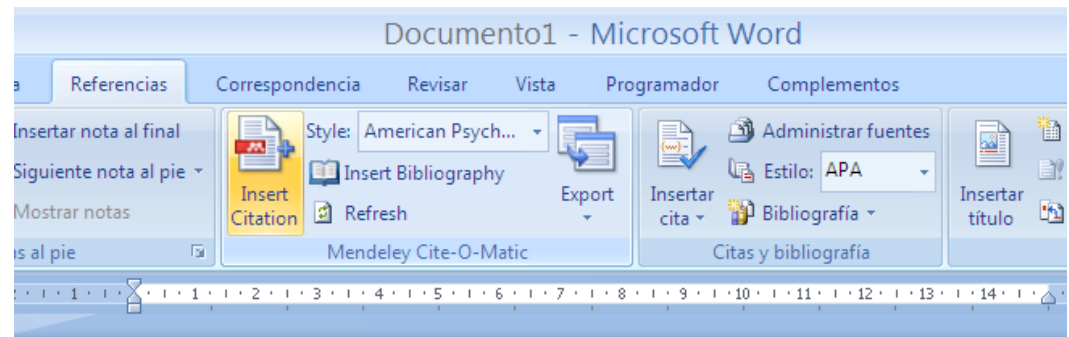 Documento1 - Microsoft Word
a Referencias Correspondencia Revisar Vista Programador Complementos
Insertar nota al final
Siguiente nota al pie
Mostrar notas
as al pie
Insert
Citation
Style: American Psych...
Insert Bibliography
Refresh
Export
Mendeley Cite-O-Matic
Insertar
cita
Administrar fuentes
Estilo: APA
Bibliografía
Citas y bibliografía
Insertar
título
2 1 1 2 3 4 5 6 7 8 9 10 11 12 13 14